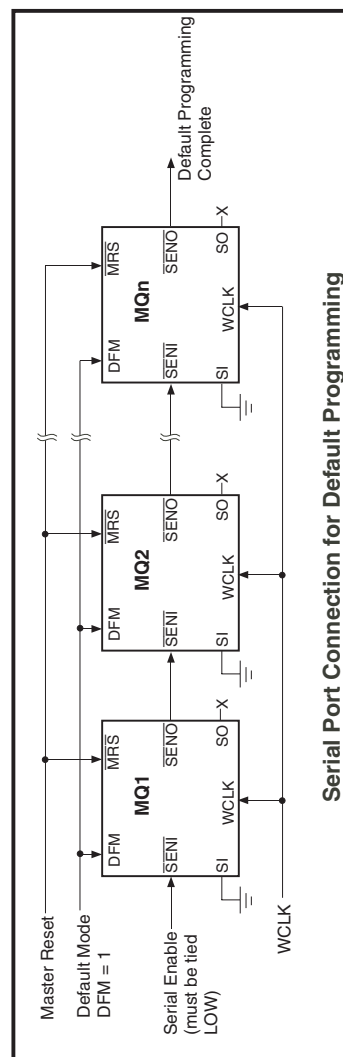 Master Reset
Default Mode
DFM = 1
Serial Enable
(must be tied
LOW)
WCLK
DFM
MRS
MQ1
SENI
SENO
SI
WCLK
SO
X
DFM
MRS
MQ2
SENI
SENO
SI
WCLK
SO
X
DFM
MRS
MQn
SENI
SENO
SI
WCLK
SO
X
Default Programming
Complete
Serial Port Connection for Default Programming